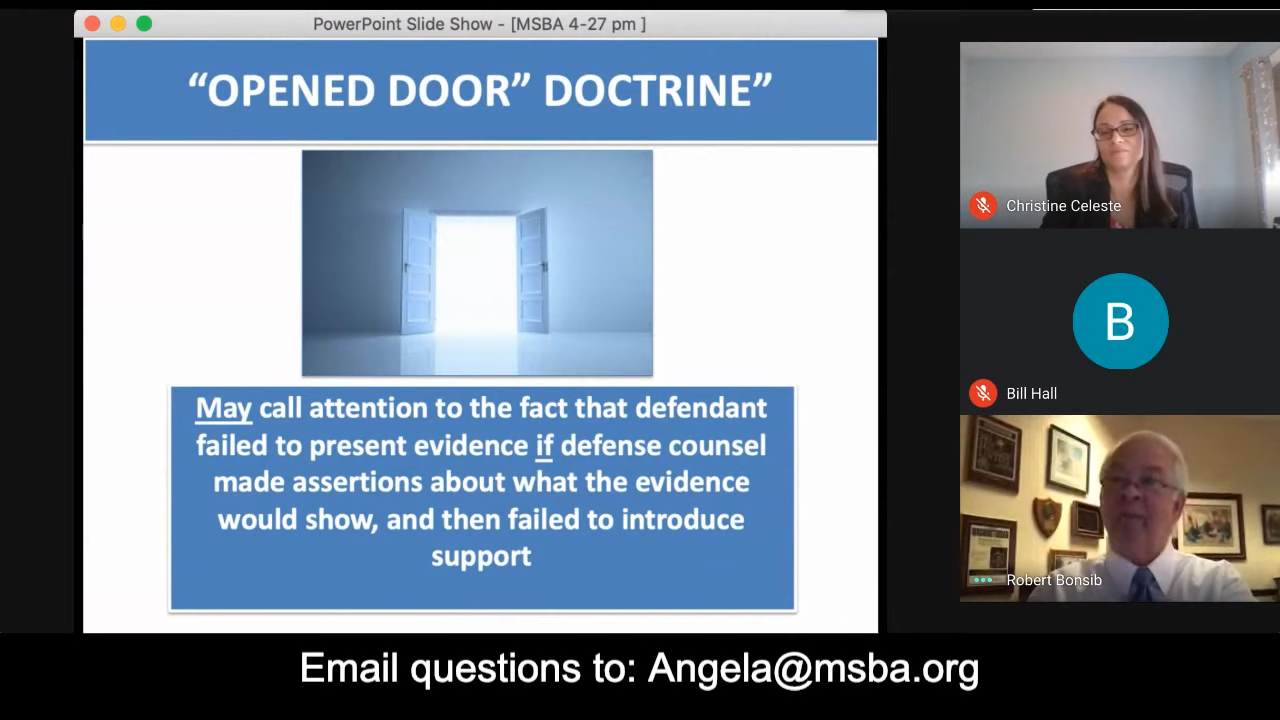 PowerPoint Slide Show - [MSBA 4-27 pm ]
“OPENED DOOR” DOCTRINE”
May call attention to the fact that defendant
failed to present evidence if defense counsel
made assertions about what the evidence
would show, and then failed to introduce
support
Christine Celeste
B
Bill Hall
Robert Bonsib
Email questions to: Angela@msba.org